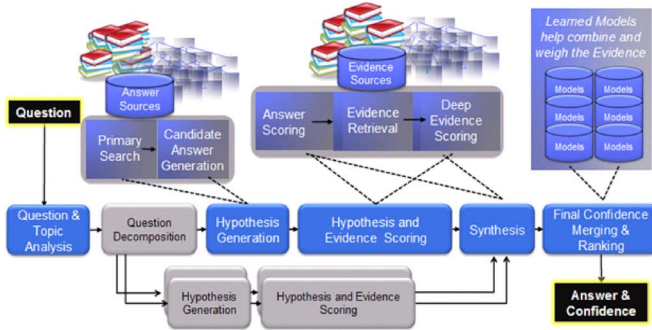 Learned Models
help combine and
weigh the Evidence
Answer
Sources
Evidence
Sources
Models
Models
Models
Models
Models
Models
Question
Primary
Search
Candidate
Answer
Generation
Answer
Scoring
Evidence
Retrieval
Deep
Evidence
Scoring
Question &
Topic
Analysis
Question
Decomposition
Hypothesis
Generation
Hypothesis and
Evidence Scoring
Synthesis
Final Confidence
Merging &
Ranking
Hypothesis
Generation
Hypothesis and Evidence
Scoring
Answer &
Confidence